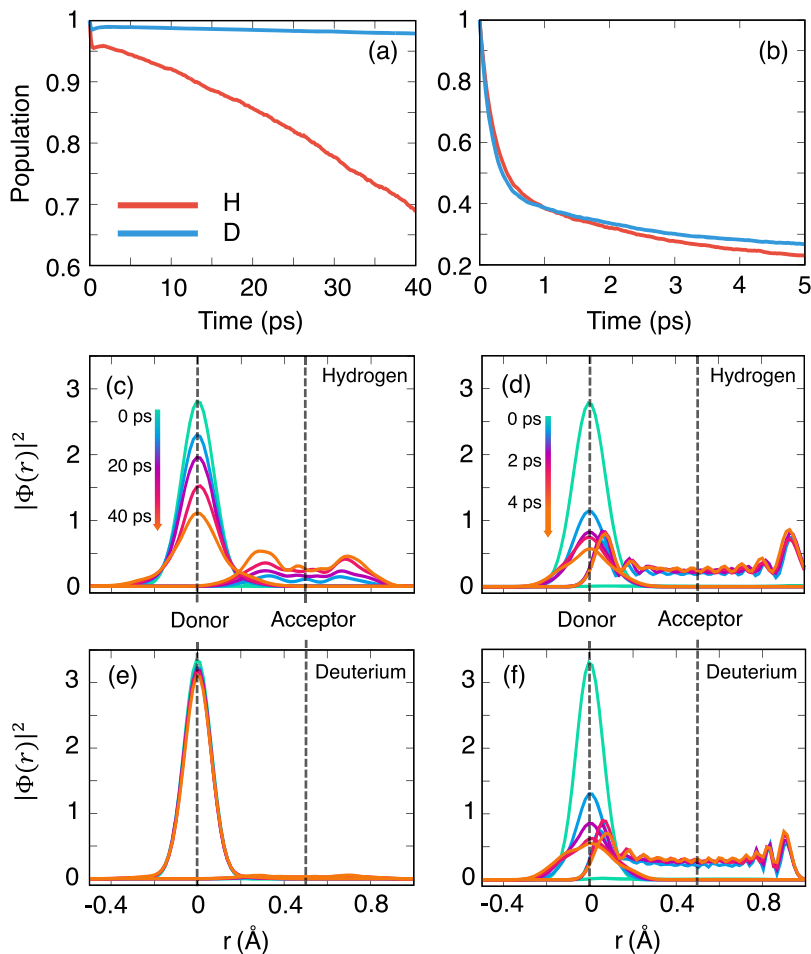 (a)
Population
1
0.9
0.8
0.7
0.6
H
D
0
10
20
30
40
Time (ps)
(b)
1
0.8
0.6
0.4
0.2
0
1
2
3
4
5
Time (ps)
(c)
Hydrogen
|Φ(r)|²
3
2
1
0
0 ps
20 ps
40 ps
(d)
Hydrogen
3
2
1
0
0 ps
2 ps
4 ps
Donor
Acceptor
Donor
Acceptor
(e)
Deuterium
|Φ(r)|²
3
2
1
0
-0.4
0
0.4
0.8
r (Å)
(f)
Deuterium
3
2
1
0
-0.4
0
0.4
0.8
r (Å)